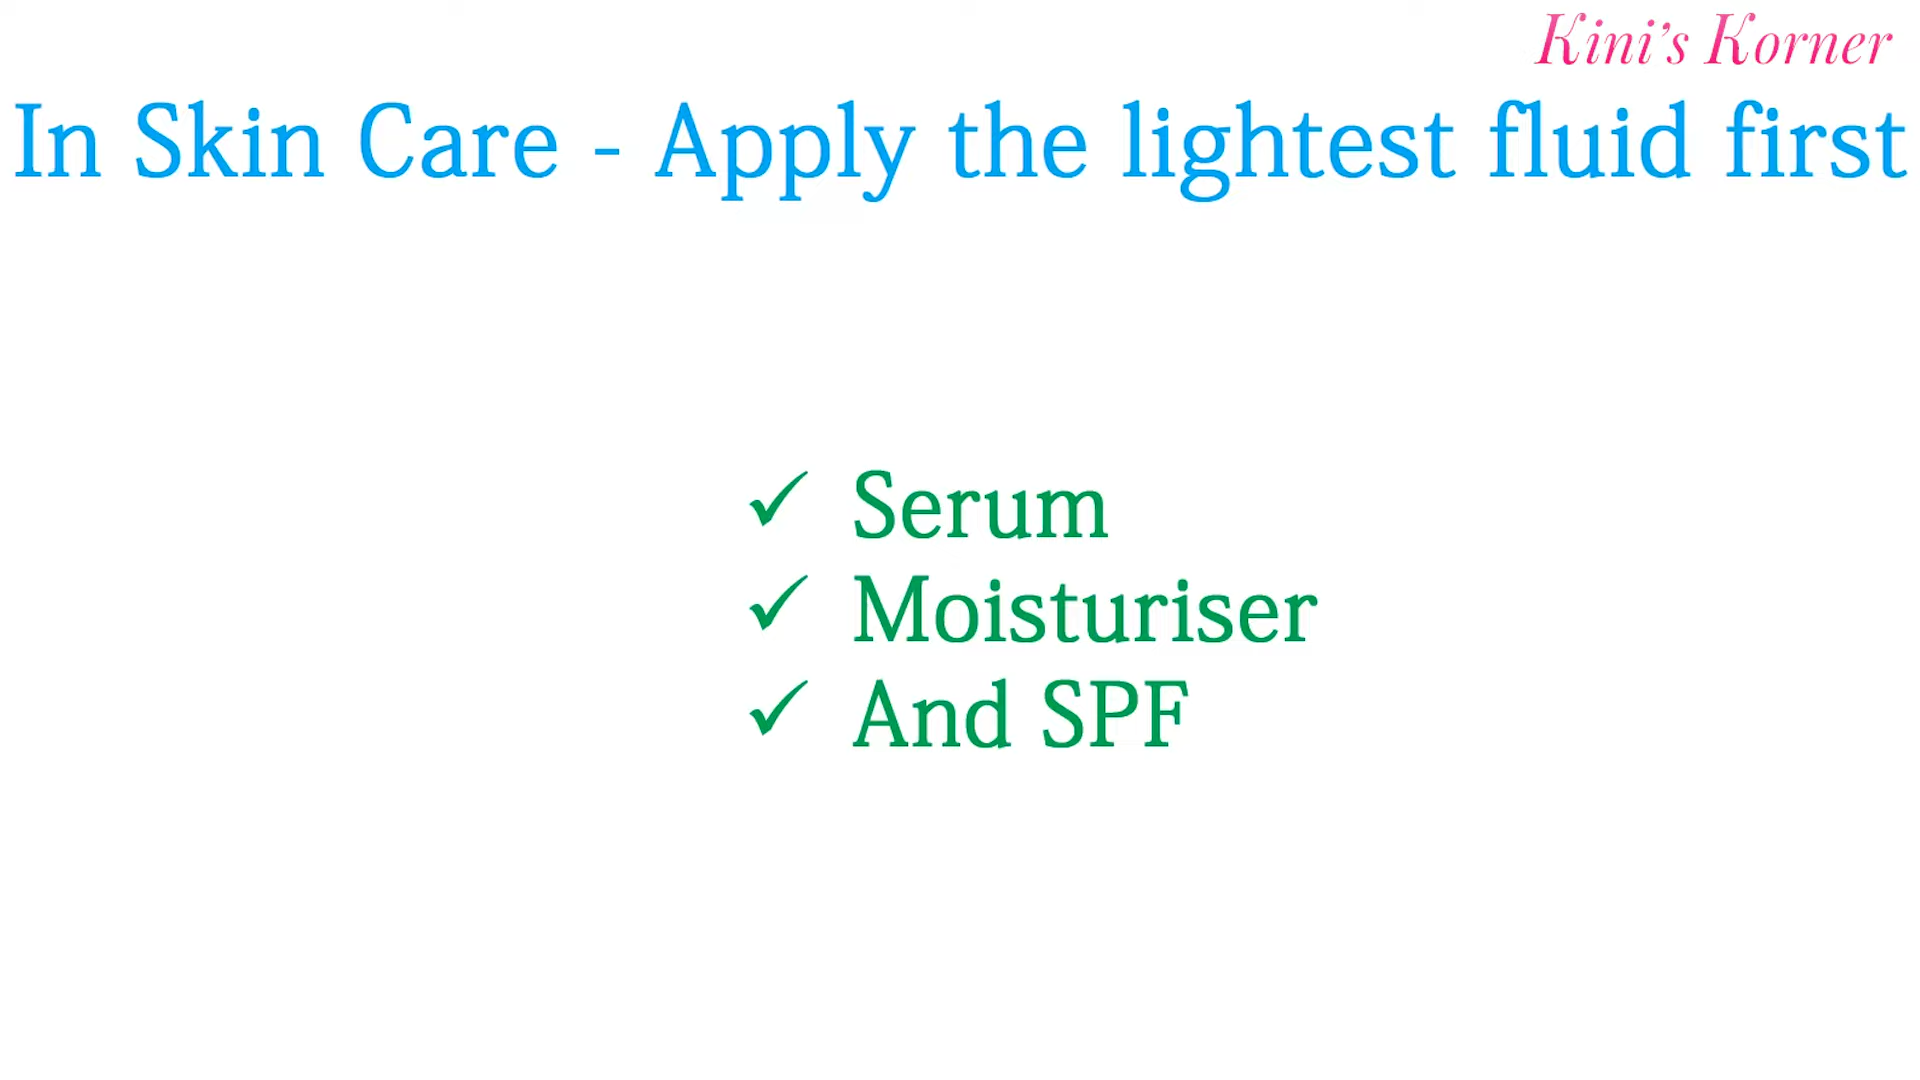 Kini's Korner
In Skin Care - Apply the lightest fluid first
✓ Serum
✓ Moisturiser
✓ And SPF